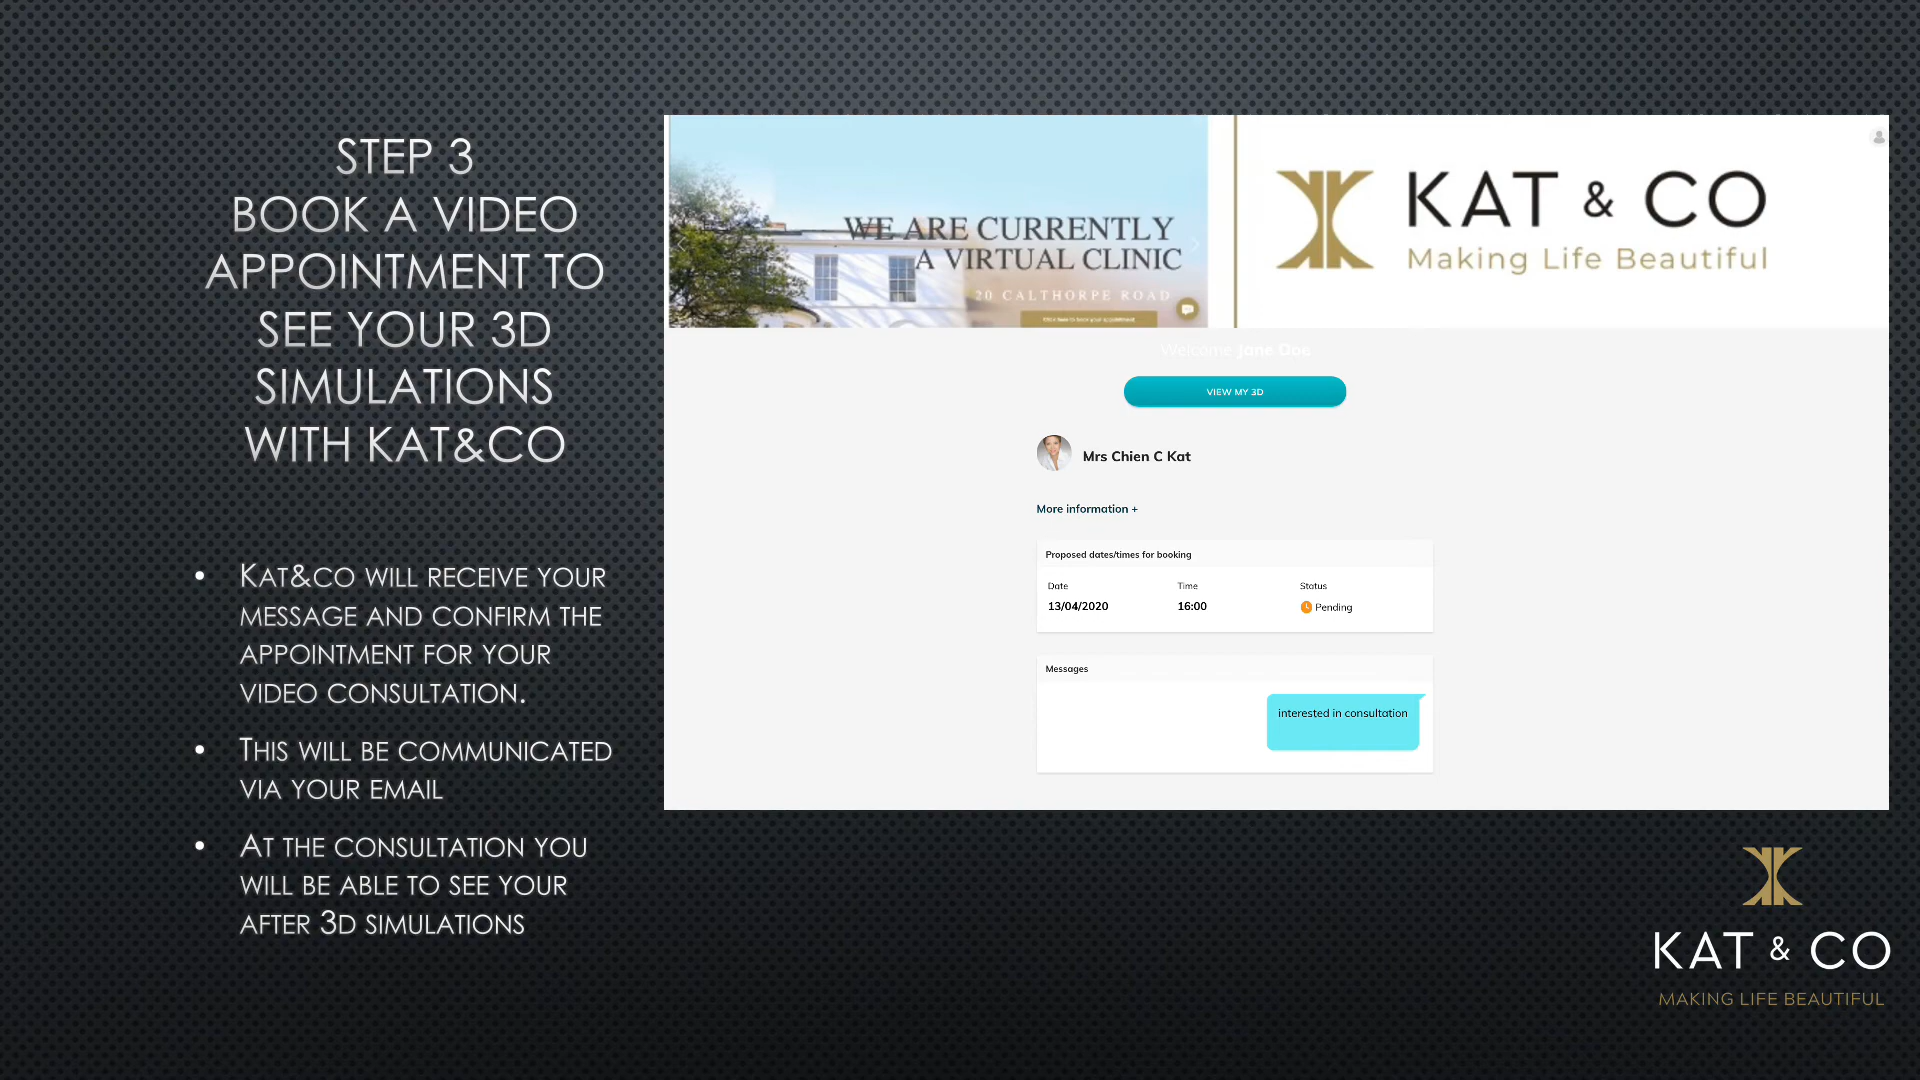 STEP 3
BOOK A VIDEO
APPOINTMENT TO
SEE YOUR 3D
SIMULATIONS
WITH KAT&CO
• KAT&CO WILL RECEIVE YOUR
MESSAGE AND CONFIRM THE
APPOINTMENT FOR YOUR
VIDEO CONSULTATION.
• THIS WILL BE COMMUNICATED
VIA YOUR EMAIL
• AT THE CONSULTATION YOU
WILL BE ABLE TO SEE YOUR
AFTER 3D SIMULATIONS
WE ARE CURRENTLY
A VIRTUAL CLINIC
20 CALTHORPE ROAD
KAT & CO
Making Life Beautiful
Welcome Jane Doe
VIEW MY 3D
Mrs Chien C Kat
More information +
Proposed dates/times for booking
Date Time Status
13/04/2020 16:00 Pending
Messages
interested in consultation
KAT & CO
MAKING LIFE BEAUTIFUL